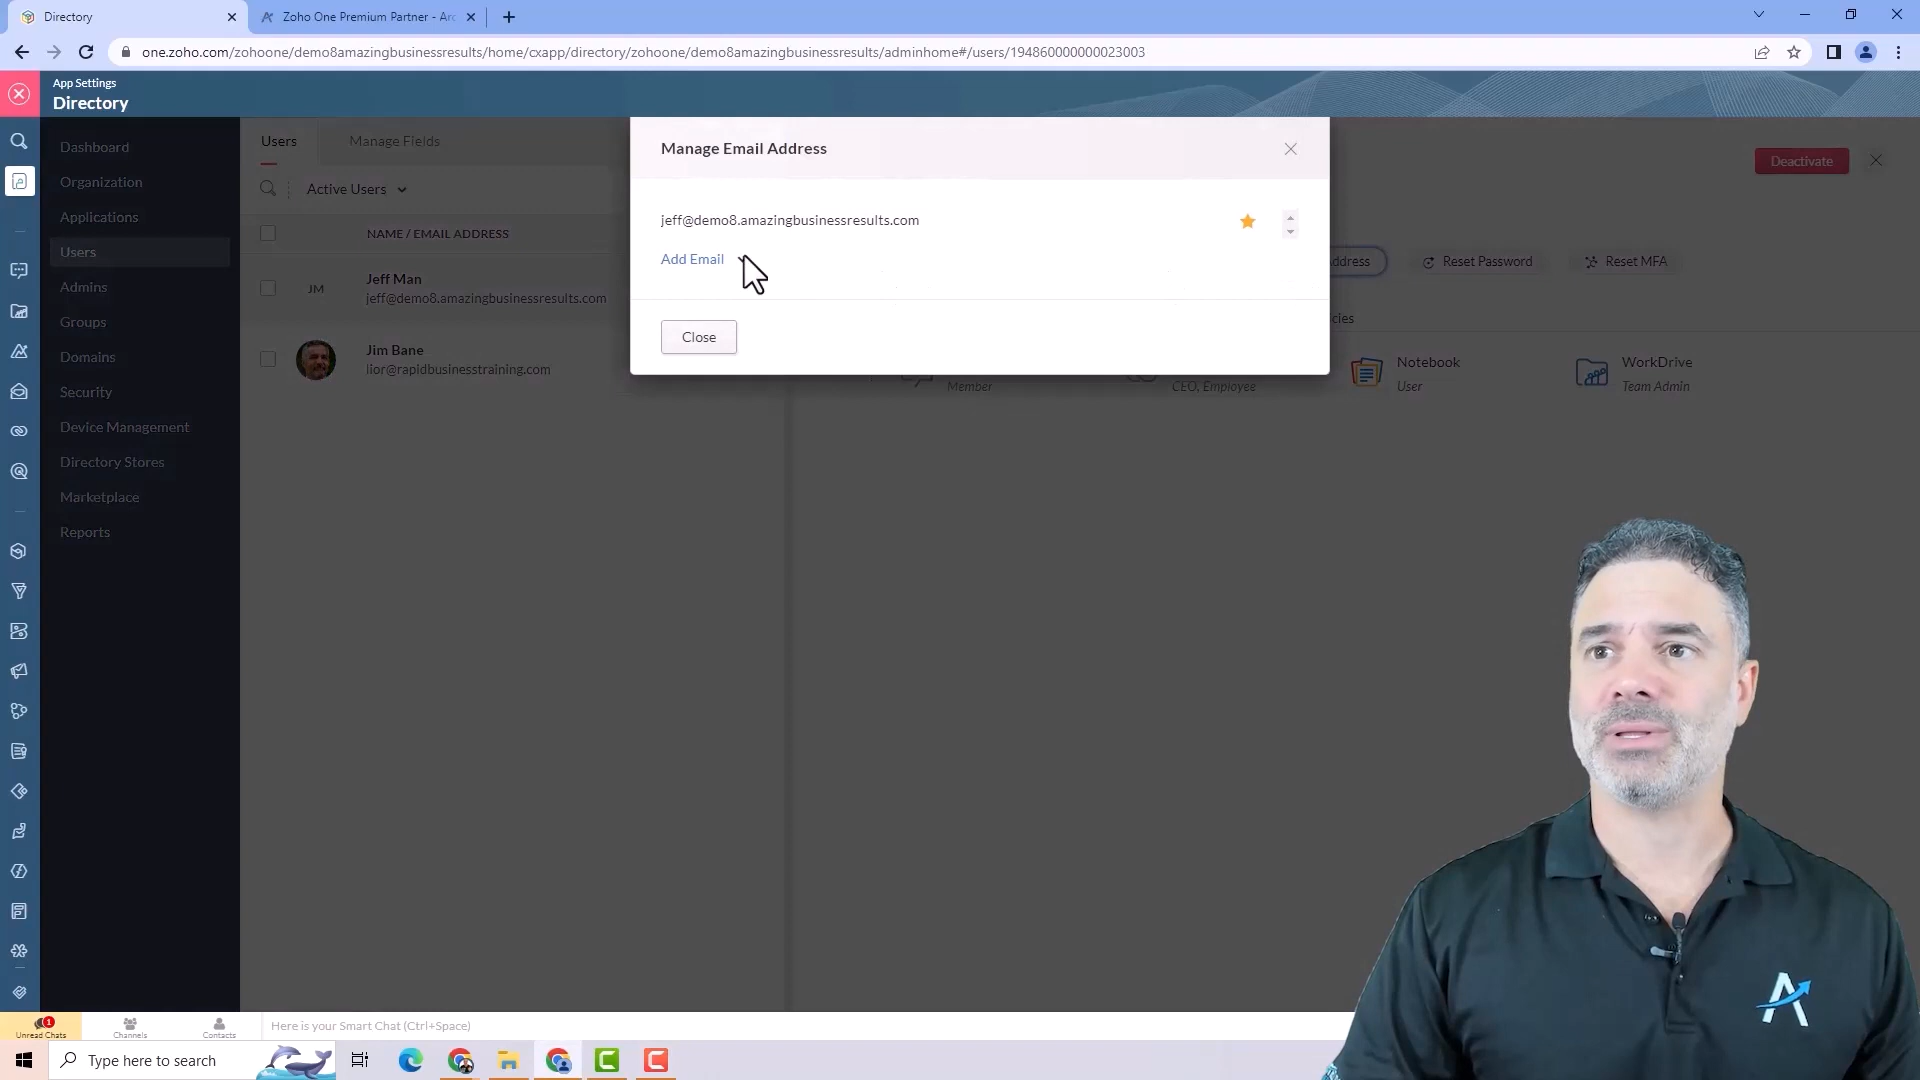 Directory
Zoho One Premium Partner - Arc
one.zoho.com/zohoone/demo8amazingbusinessresults/home/cxapp/directory/zohoone/demo8amazingbusinessresults/adminhome#/users/194860000000023003
App Settings
Directory
Dashboard
Organization
Applications
Users
Admins
Groups
Domains
Security
Device Management
Directory Stores
Marketplace
Reports
Users
Manage Fields
Active Users
NAME / EMAIL ADDRESS
JM
Jeff Man
jeff@demo8.amazingbusinessresults.com
Jim Bane
lior@rapidbusinesstraining.com
Manage Email Address
jeff@demo8.amazingbusinessresults.com
Add Email
Close
Deactivate
Reset Password
Reset MFA
Member
CEO, Employee
Notebook
User
WorkDrive
Team Admin
1
Unread Chats
Channels
Contacts
Here is your Smart Chat (Ctrl+Space)
Type here to search